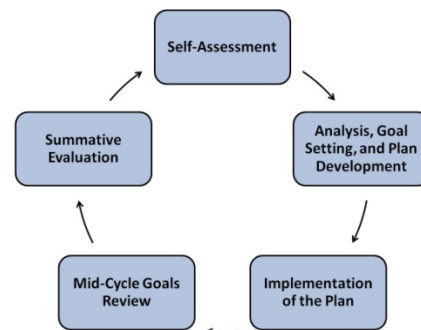 Self-Assessment
Analysis, Goal
Setting, and Plan
Development
Implementation
of the Plan
Mid-Cycle Goals
Review
Summative
Evaluation